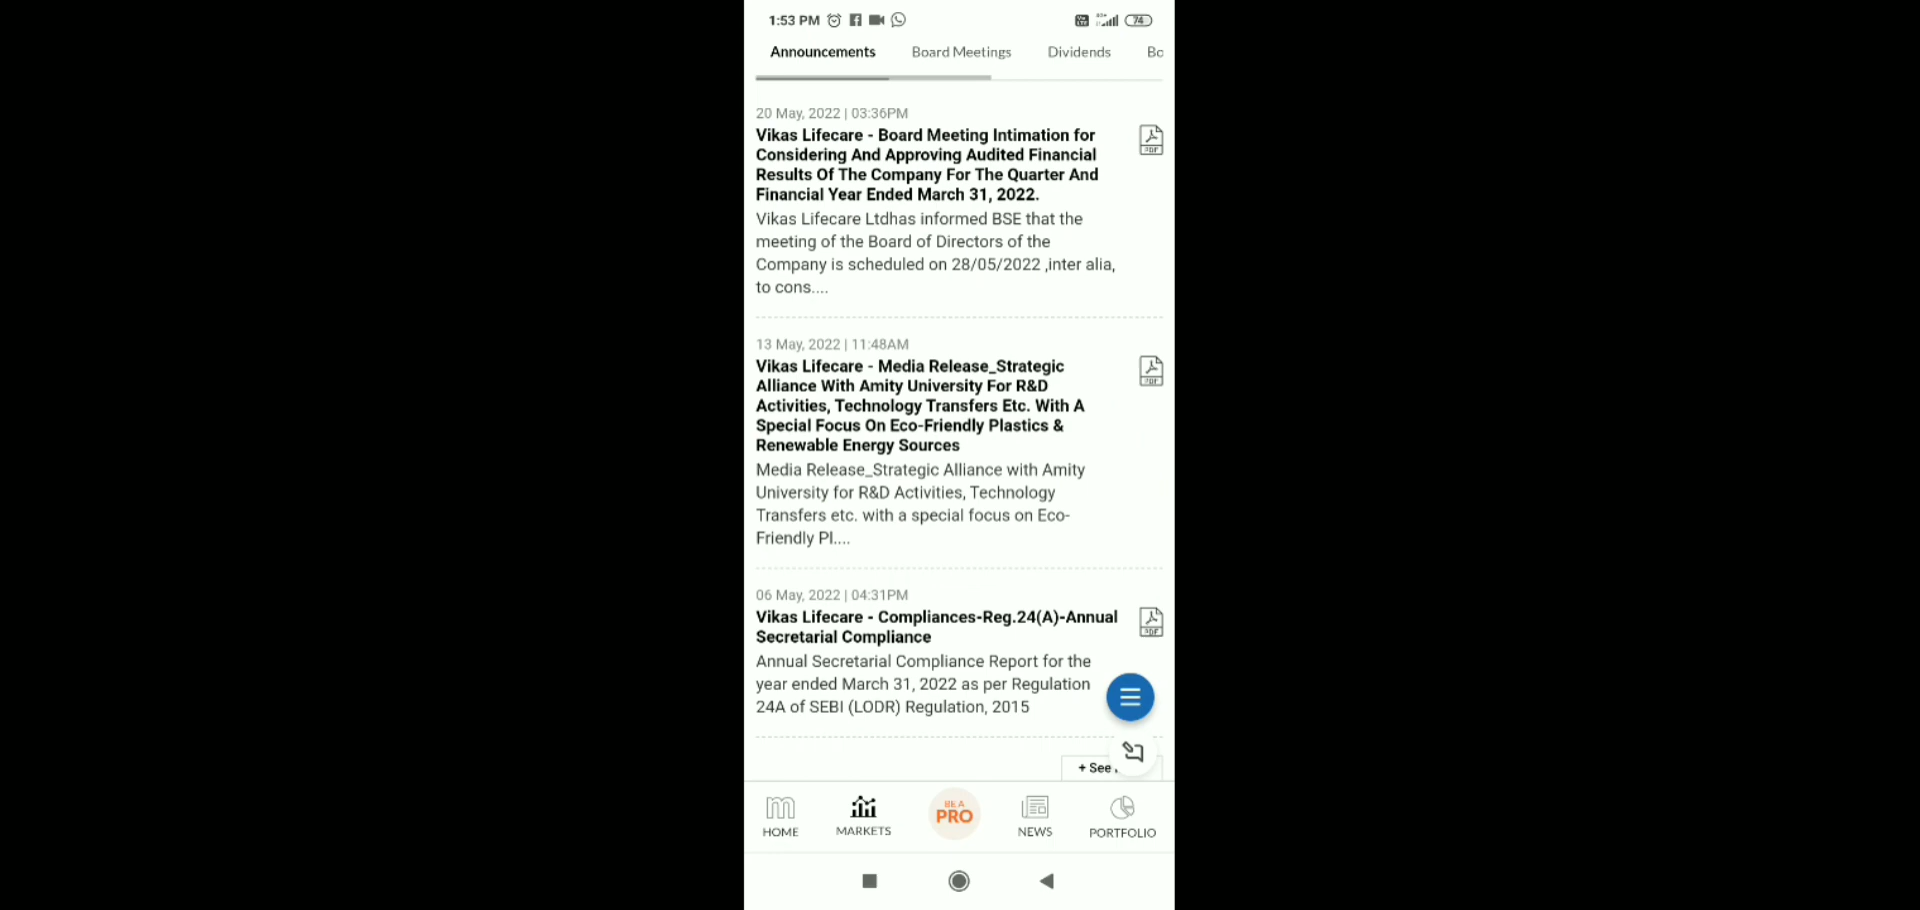 1:53 PM
74
Announcements Board Meetings Dividends Bo
20 May, 2022 | 03:36PM
Vikas Lifecare - Board Meeting Intimation for
Considering And Approving Audited Financial
Results Of The Company For The Quarter And
Financial Year Ended March 31, 2022.
PDF
Vikas Lifecare Ltdhas informed BSE that the
meeting of the Board of Directors of the
Company is scheduled on 28/05/2022 ,inter alia,
to cons....
13 May, 2022 | 11:48AM
Vikas Lifecare - Media Release_Strategic
Alliance With Amity University For R&D
Activities, Technology Transfers Etc. With A
Special Focus On Eco-Friendly Plastics &
Renewable Energy Sources
PDF
Media Release_Strategic Alliance with Amity
University for R&D Activities, Technology
Transfers etc. with a special focus on Eco-
Friendly Pl....
06 May, 2022 | 04:31PM
Vikas Lifecare - Compliances-Reg.24(A)-Annual
Secretarial Compliance
PDF
Annual Secretarial Compliance Report for the
year ended March 31, 2022 as per Regulation
24A of SEBI (LODR) Regulation, 2015
+ See
BE A
PRO
HOME MARKETS NEWS PORTFOLIO